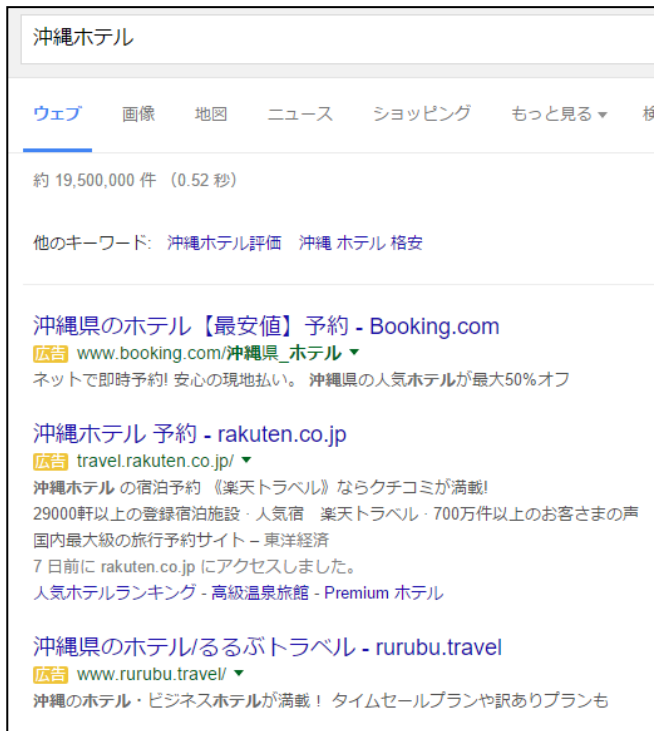 沖縄ホテル
ウェブ 画像 地図 ニュース ショッピング もっと見る ▼
約 19,500,000 件 （0.52 秒）
他のキーワード: 沖縄ホテル評価 沖縄 ホテル 格安
沖縄県のホテル【最安値】予約 - Booking.com
広告 www.booking.com/沖縄県_ホテル ▼
ネットで即時予約! 安心の現地払い。 沖縄県の人気ホテルが最大50%オフ
沖縄ホテル 予約 - rakuten.co.jp
広告 travel.rakuten.co.jp/ ▼
沖縄ホテル の宿泊予約 《楽天トラベル》ならクチコミが満載!
29000軒以上の登録宿泊施設 · 人気宿 楽天トラベル · 700万件以上のお客さまの声
国内最大級の旅行予約サイト – 東洋経済
7 日前に rakuten.co.jp にアクセスしました。
人気ホテルランキング - 高級温泉旅館 - Premium ホテル
沖縄県のホテル/るるぶトラベル - rurubu.travel
広告 www.rurubu.travel/ ▼
沖縄のホテル・ビジネスホテルが満載！ タイムセールプランや訳ありプランも